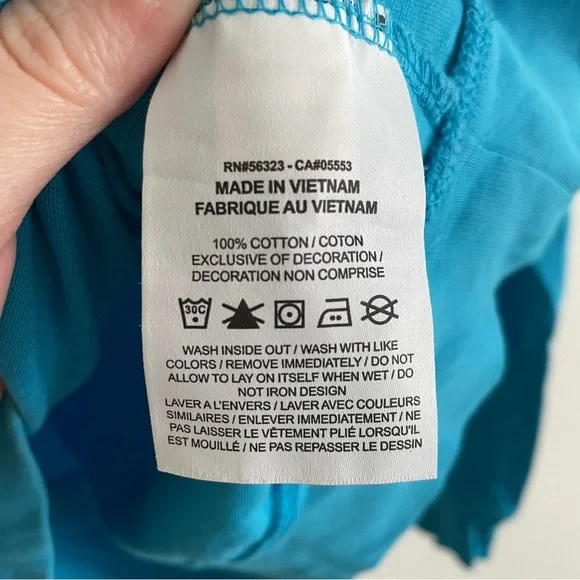 RN#56323 - CA#05553
MADE IN VIETNAM
FABRIQUE AU VIETNAM
100% COTTON / COTON
EXCLUSIVE OF DECORATION /
DECORATION NON COMPRISE
30C
WASH INSIDE OUT / WASH WITH LIKE
COLORS / REMOVE IMMEDIATELY / DO NOT
ALLOW TO LAY ON ITSELF WHEN WET / DO
NOT IRON DESIGN
LAVER A L'ENVERS / LAVER AVEC COULEURS
SIMILAIRES / ENLEVER IMMEDIATEMENT / NE
PAS LAISSER LE VÊTEMENT PLIÉ LORSQU'IL
EST MOUILLÉ / NE PAS REPASSER LE DESSIN